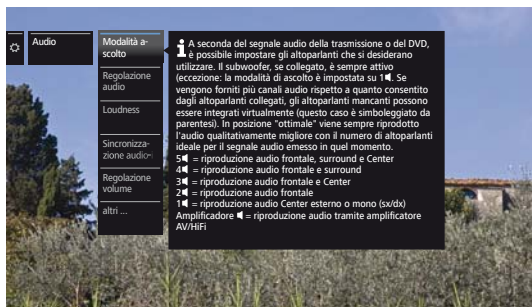 Audio
Modalità a-
scolto
Regolazione
audio
Loudness
Sincronizza-
zione audio-
Regolazione
volume
altri ...
A seconda del segnale audio della trasmissione o del DVD,
è possibile impostare gli altoparlanti che si desiderano
utilizzare. Il subwoofer, se collegato, è sempre attivo
(eccezione: la modalità di ascolto è impostata su 1. Se
vengono forniti più canali audio rispetto a quanto consentito
dagli altoparlanti collegati, gli altoparlanti mancanti possono
essere integrati virtualmente (questo caso è simboleggiato da
parentesi). In posizione "ottimale" viene sempre riprodotto
l'audio qualitativamente migliore con il numero di altoparlanti
ideale per il segnale audio emesso in quel momento.
5 = riproduzione audio frontale, surround e Center
4 = riproduzione audio frontale e surround
3 = riproduzione audio frontale e Center
2 = riproduzione audio frontale
1 = riproduzione audio Center esterno o mono (sx/dx)
Amplificadore = riproduzione audio tramite amplificatore
AV/HiFi